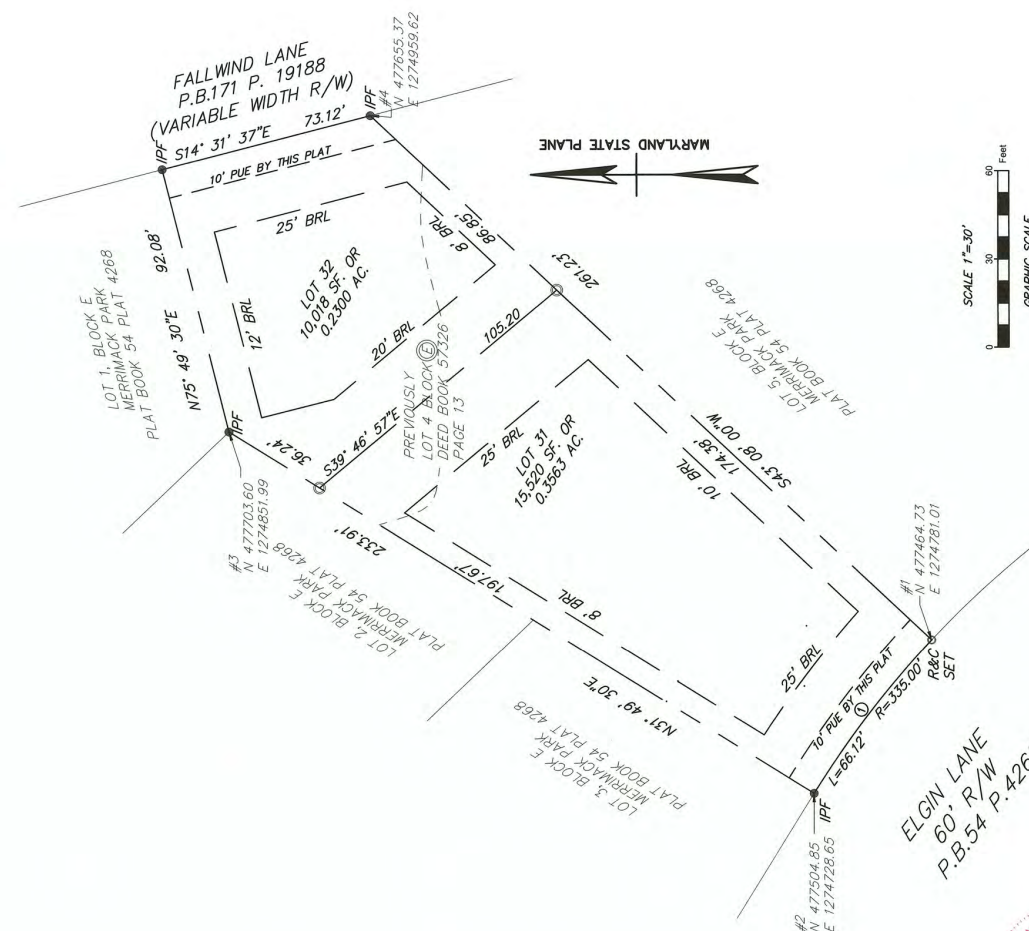 FALLWIND LANE
P.B.171 P. 19188
(VARIABLE WIDTH R/W)
IPF
S14° 31' 37"E
73.12'
IPF
#4
N 477655.37
E 1274959.62
10' PUE BY THIS PLAT
LOT 1, BLOCK E
MERRIMACK PARK
PLAT BOOK 54 PLAT 4268
N75° 49' 30"E
92.08'
IPF
25' BRL
12' BRL
8' BRL
20' BRL
LOT 32
10,018 SF. OR
0.2300 AC.
86.85'
261.23'
MARYLAND STATE PLANE
36.24'
S39° 46' 57"E
105.20
#3
N 477703.60
E 1274851.99
PREVIOUSLY
LOT 4 BLOCK E
DEED BOOK 57326
PAGE 13
233.91'
197.67'
LOT 2, BLOCK E
MERRIMACK PARK
PLAT BOOK 54 PLAT 4268
25' BRL
LOT 31
15,520 SF. OR
0.3563 AC.
10' BRL
174.38'
S43° 08' 00"W
LOT 5, BLOCK E
MERRIMACK PARK
PLAT BOOK 54 PLAT 4268
8' BRL
N31° 49' 30"E
LOT 3, BLOCK E
MERRIMACK PARK
PLAT BOOK 54 PLAT 4268
25' BRL
10' PUE BY THIS PLAT
1
L=66.12'
R=335.00'
IPF
#2
N 477504.85
E 1274728.65
R&C
SET
#1
N 477464.73
E 1274781.01
ELGIN LANE
60' R/W
P.B.54 P.426
SCALE 1"=30'
0 30 60
Feet
GRAPHIC SCALE